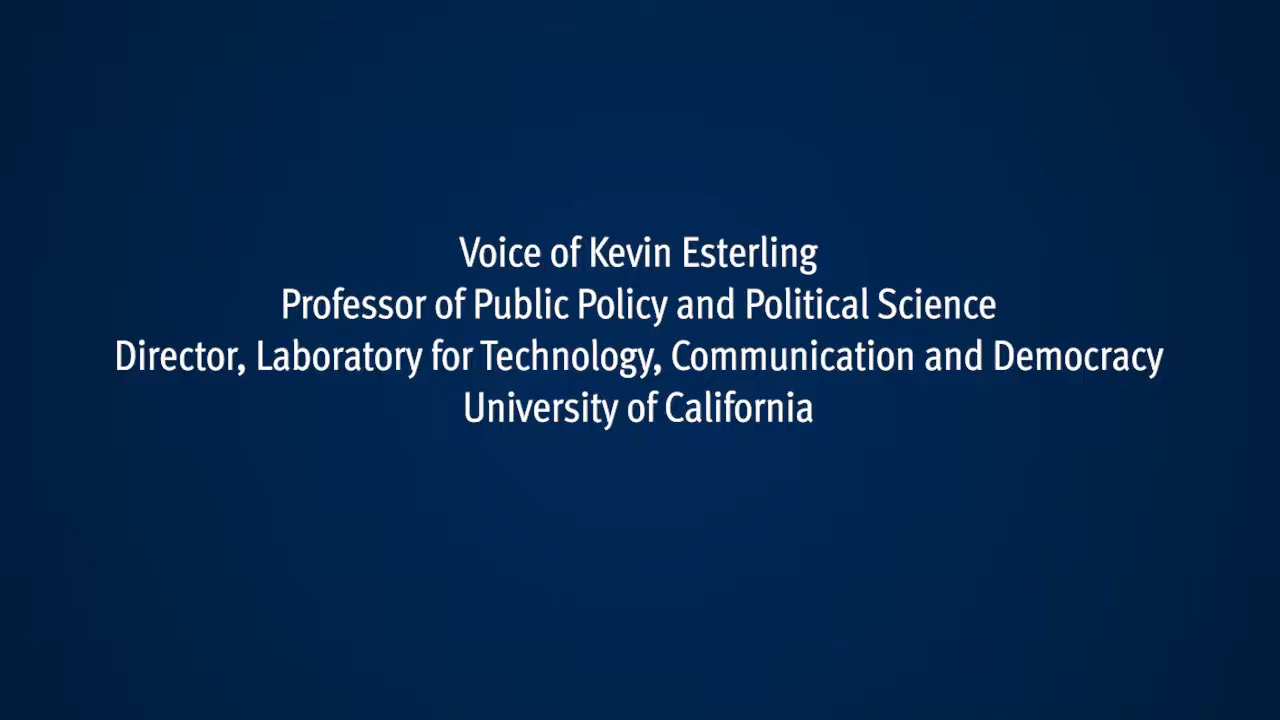 Voice of Kevin Esterling
Professor of Public Policy and Political Science
Director, Laboratory for Technology, Communication and Democracy
University of California